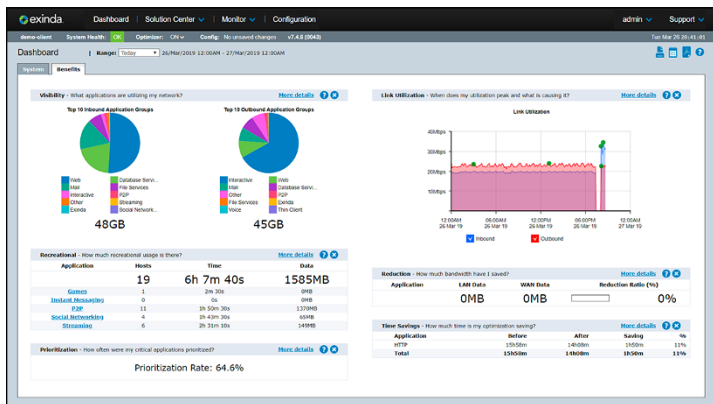 exinda Dashboard Solution Center Monitor Configuration admin Support
demo-client System Health: OK Optimizer: ON Config: No unsaved changes v7.4.8 (0043) Tue Mar 26 20:41:01
Dashboard | Range: Today 26/Mar/2019 12:00AM - 27/Mar/2019 12:00AM
System Benefits
Visibility - What applications are utilizing my network? More details
Top 10 Inbound Application Groups
Web Database Servi...
Mail File Services
Interactive P2P
Other Streaming
Exinda Social Network...
48GB
Top 10 Outbound Application Groups
Interactive Web
Mail Database Servi...
Other P2P
File Services Exinda
Voice Thin Client
45GB
Recreational - How much recreational usage is there? More details
Application Hosts Time Data
19 6h 7m 40s 1585MB
Games 1 2m 30s 0MB
Instant Messaging 0 0s 0MB
P2P 11 1h 50m 30s 1370MB
Social Networking 4 1h 43m 30s 65MB
Streaming 6 2h 31m 10s 149MB
Prioritization - How often were my critical applications prioritized? More details
Prioritization Rate: 64.6%
Link Utilization - When does my utilization peak and what is causing it? More details
Link Utilization
40Mbps
20Mbps
10Mbps
12:00AM 06:00AM 12:00PM 06:00PM 12:00AM
26 Mar 19 26 Mar 19 26 Mar 19 26 Mar 19 27 Mar 19
Inbound Outbound
Reduction - How much bandwidth have I saved? More details
Application LAN Data WAN Data Reduction Ratio (%)
0MB 0MB 0%
Time Savings - How much time is my optimization saving? More details
Application Before After Saving %
HTTP 15h58m 14h08m 1h50m 11%
Total 15h58m 14h08m 1h50m 11%